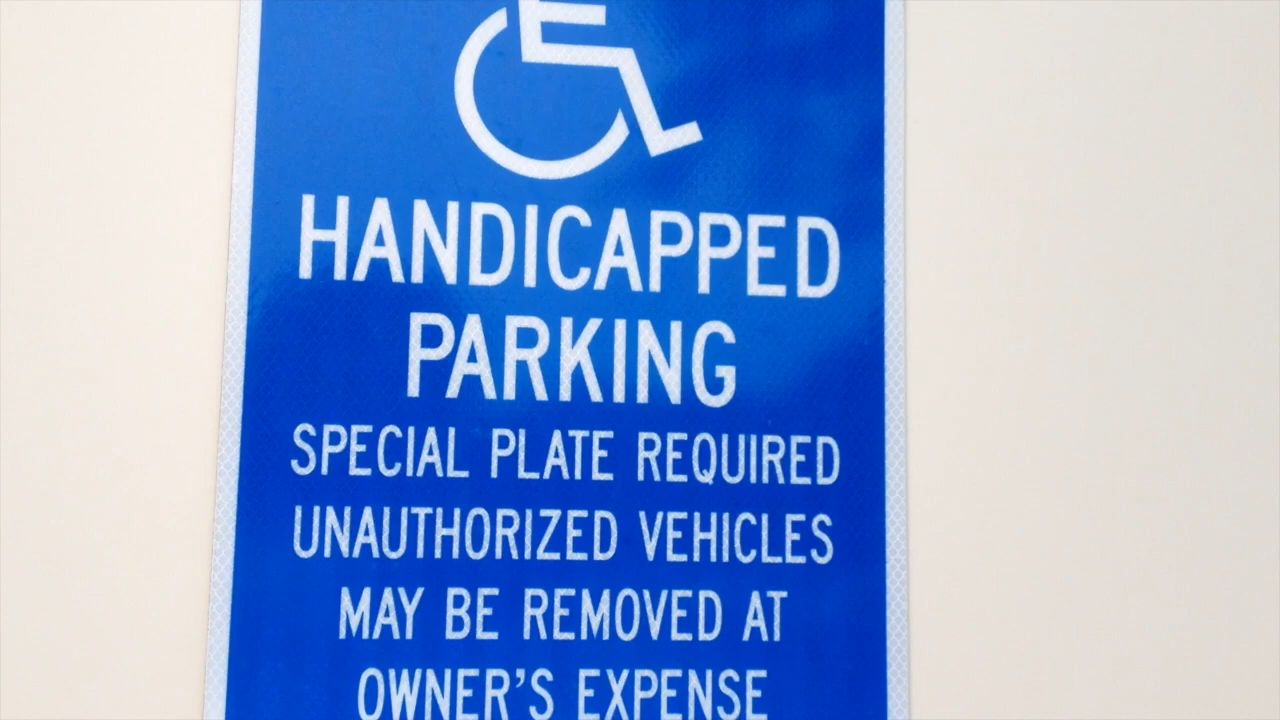 HANDICAPPED
PARKING
SPECIAL PLATE REQUIRED
UNAUTHORIZED VEHICLES
MAY BE REMOVED AT
OWNER'S EXPENSE